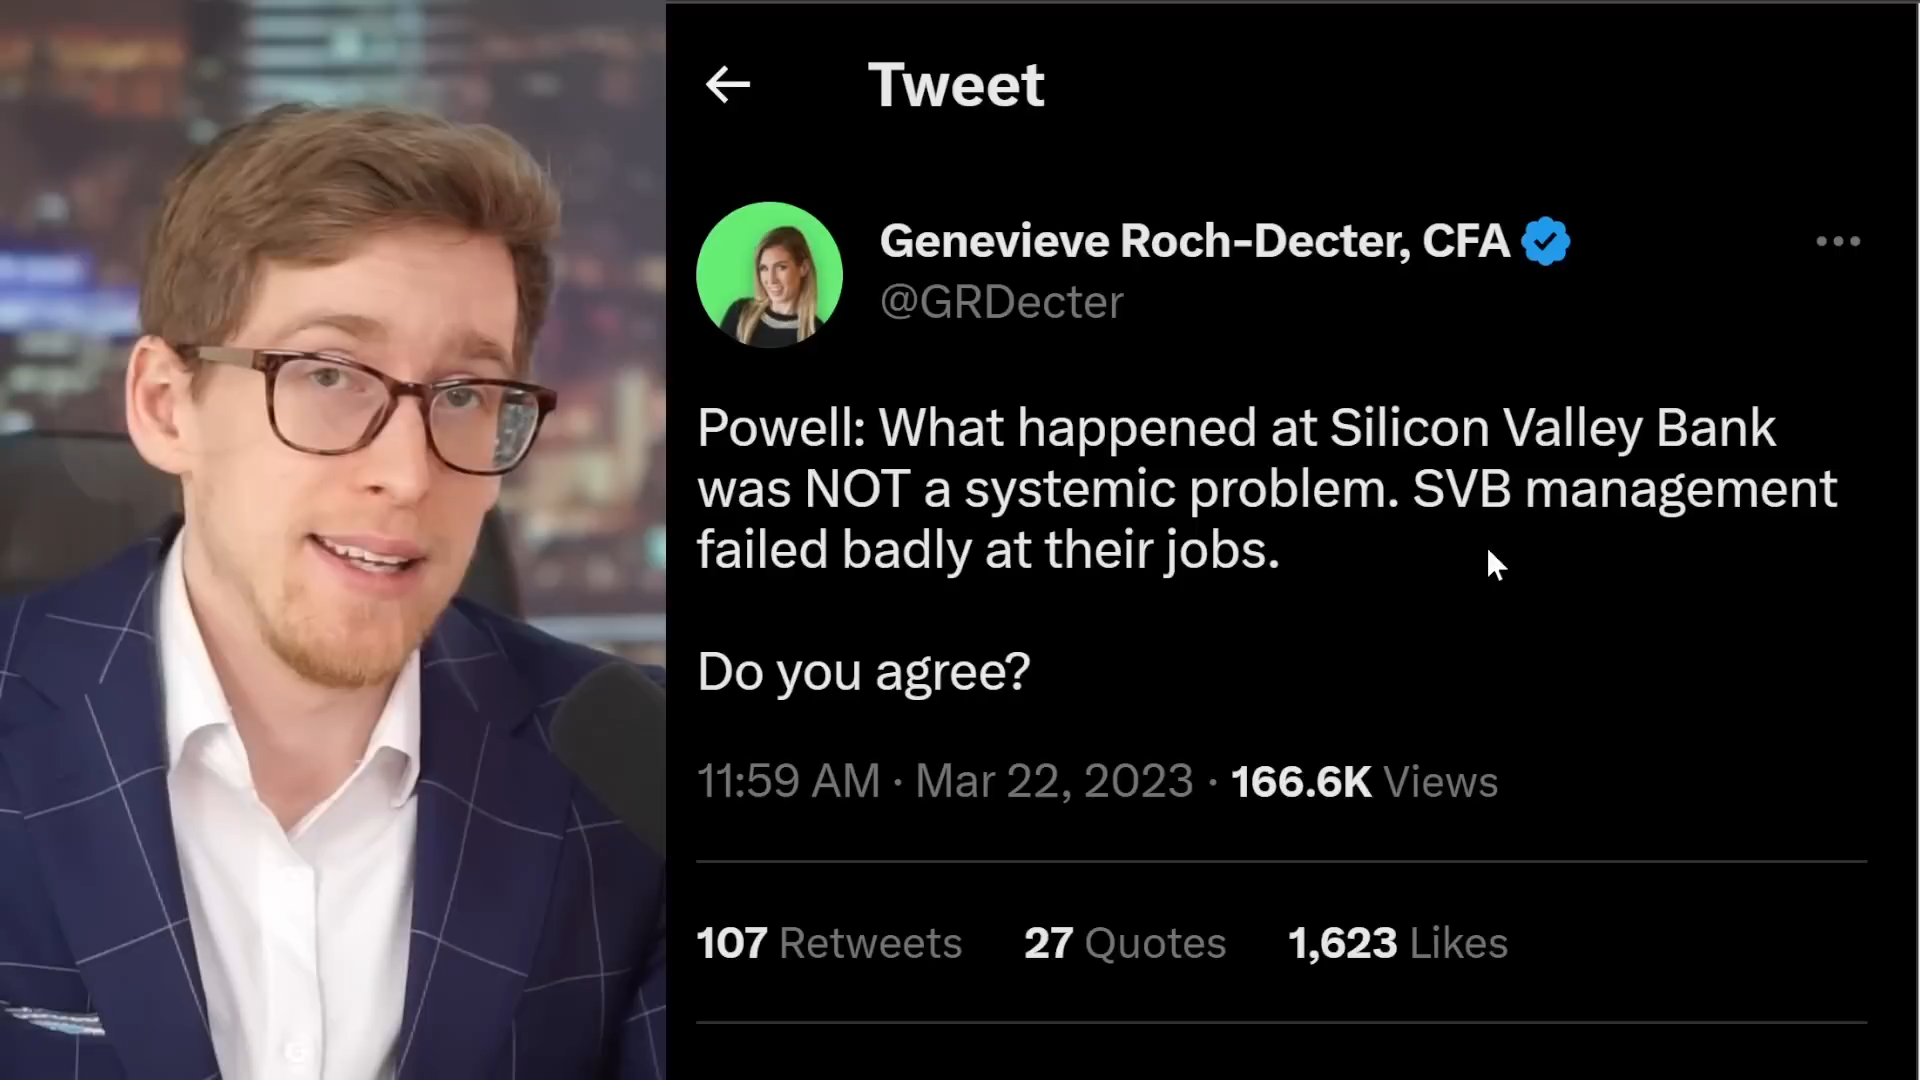 Tweet
Genevieve Roch-Decter, CFA
@GRDecter
Powell: What happened at Silicon Valley Bank
was NOT a systemic problem. SVB management
failed badly at their jobs.
Do you agree?
11:59 AM · Mar 22, 2023 · 166.6K Views
107 Retweets 27 Quotes 1,623 Likes